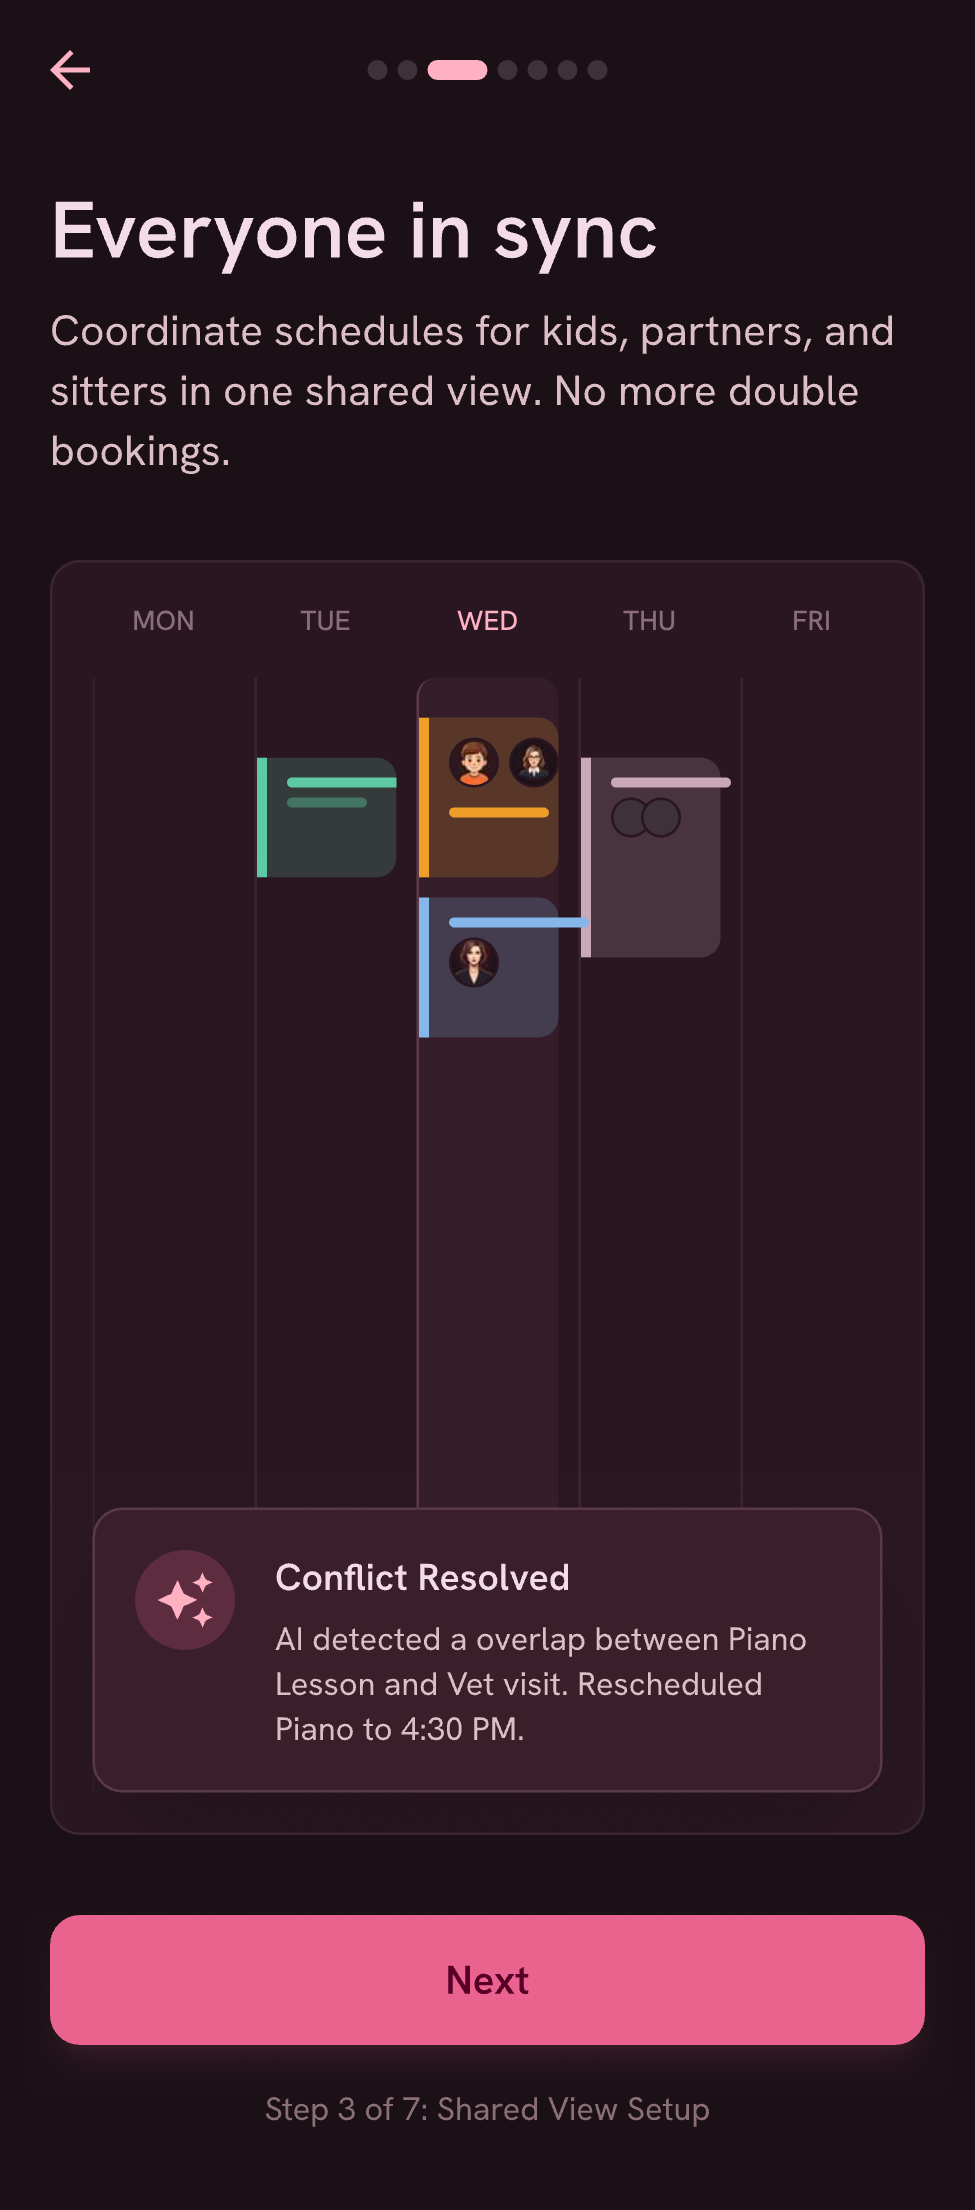 Everyone in sync
Coordinate schedules for kids, partners, and
sitters in one shared view. No more double
bookings.
MON TUE WED THU FRI
Conflict Resolved
AI detected a overlap between Piano
Lesson and Vet visit. Rescheduled
Piano to 4:30 PM.
Next
Step 3 of 7: Shared View Setup